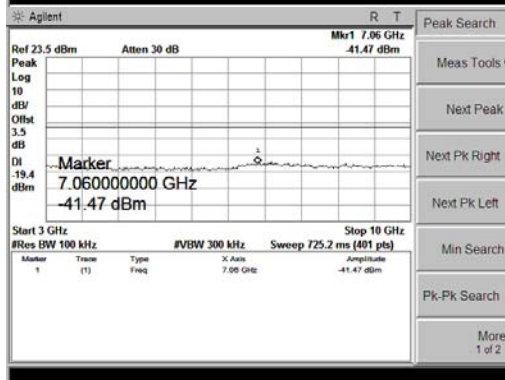 Agilent R T
Mkr1 7.06 GHz
Ref 23.5 dBm Atten 30 dB -41.47 dBm
Peak
Log
10
dB/
Offst
3.5
dB
DI
-19.4
dBm
1
Marker
7.060000000 GHz
-41.47 dBm
Start 3 GHz Stop 10 GHz
#Res BW 100 kHz #VBW 300 kHz Sweep 725.2 ms (401 pts)
Marker Trace Type X Axis Amplitude
1 (1) Freq 7.06 GHz -41.47 dBm
Peak Search
Meas Tools
Next Peak
Next Pk Right
Next Pk Left
Min Search
Pk-Pk Search
More
1 of 2